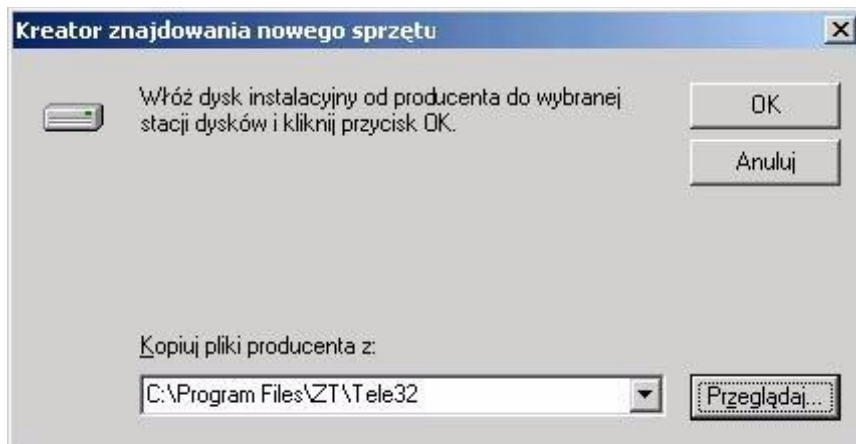 Kreator znajdowania nowego sprzętu
Włóż dysk instalacyjny od producenta do wybranej
stacji dysków i kliknij przycisk OK.
OK
Anuluj
Kopiuj pliki producenta z:
C:\Program Files\ZT\Tele32
Przeglądaj...